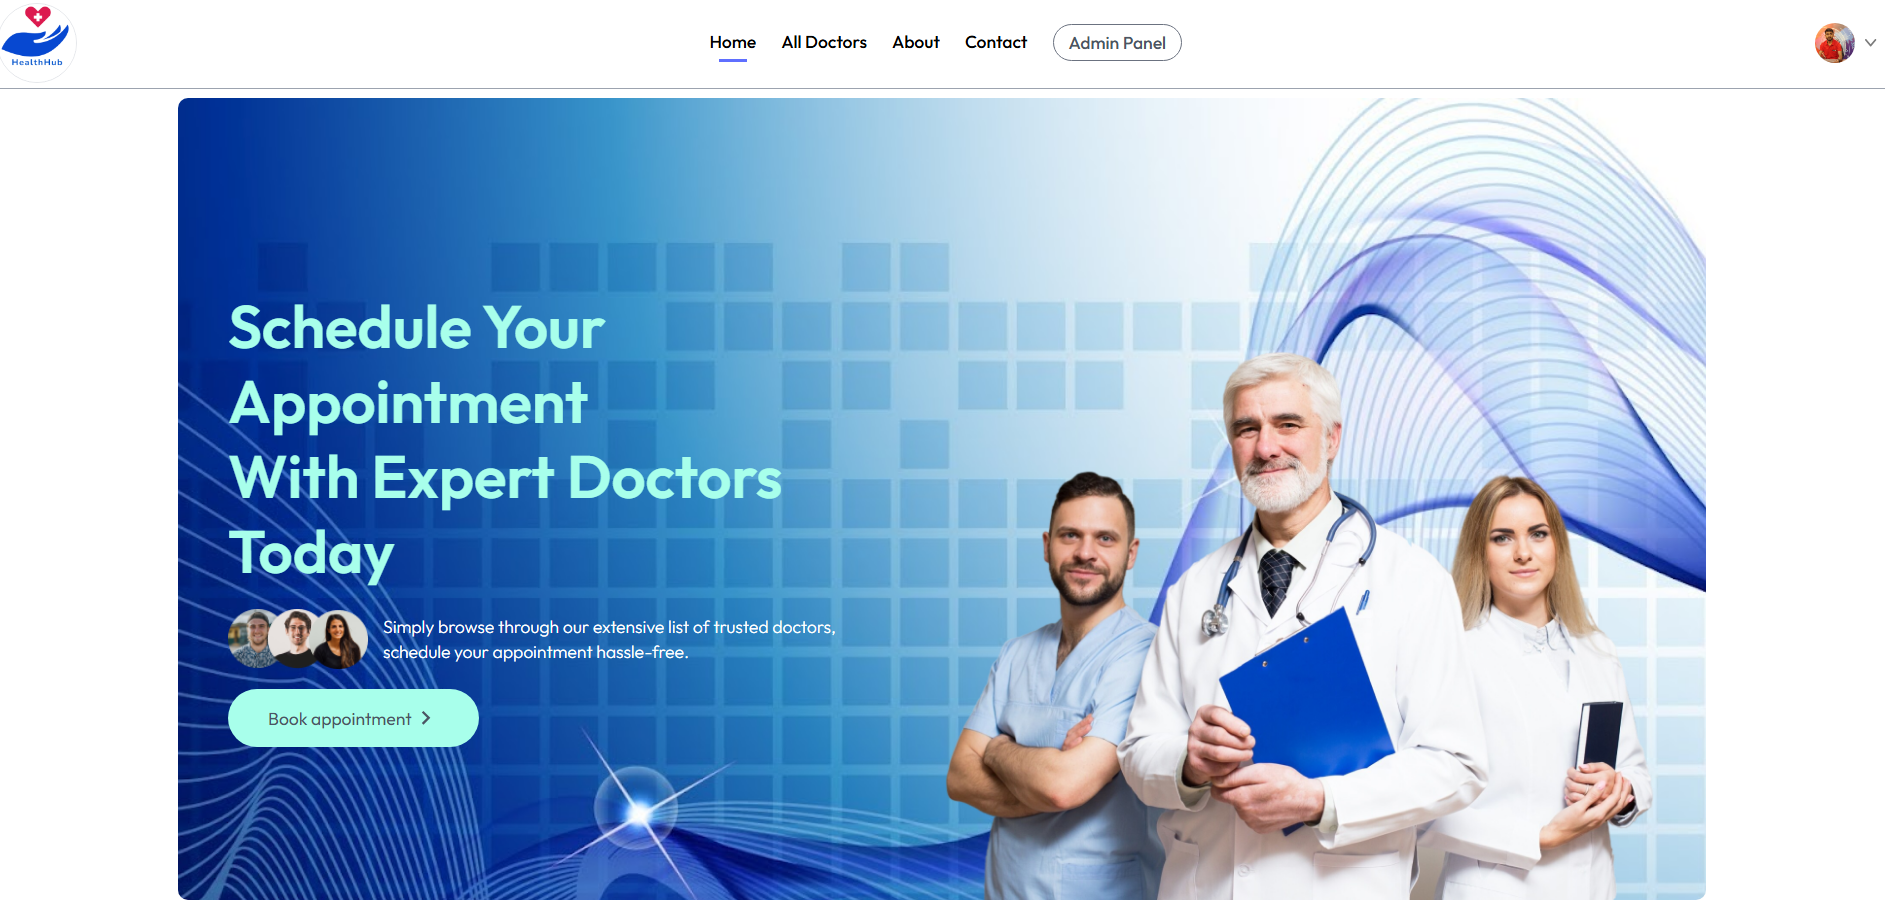 HealthHub
Home
All Doctors
About
Contact
Admin Panel
Schedule Your
Appointment
With Expert Doctors
Today
Simply browse through our extensive list of trusted doctors,
schedule your appointment hassle-free.
Book appointment